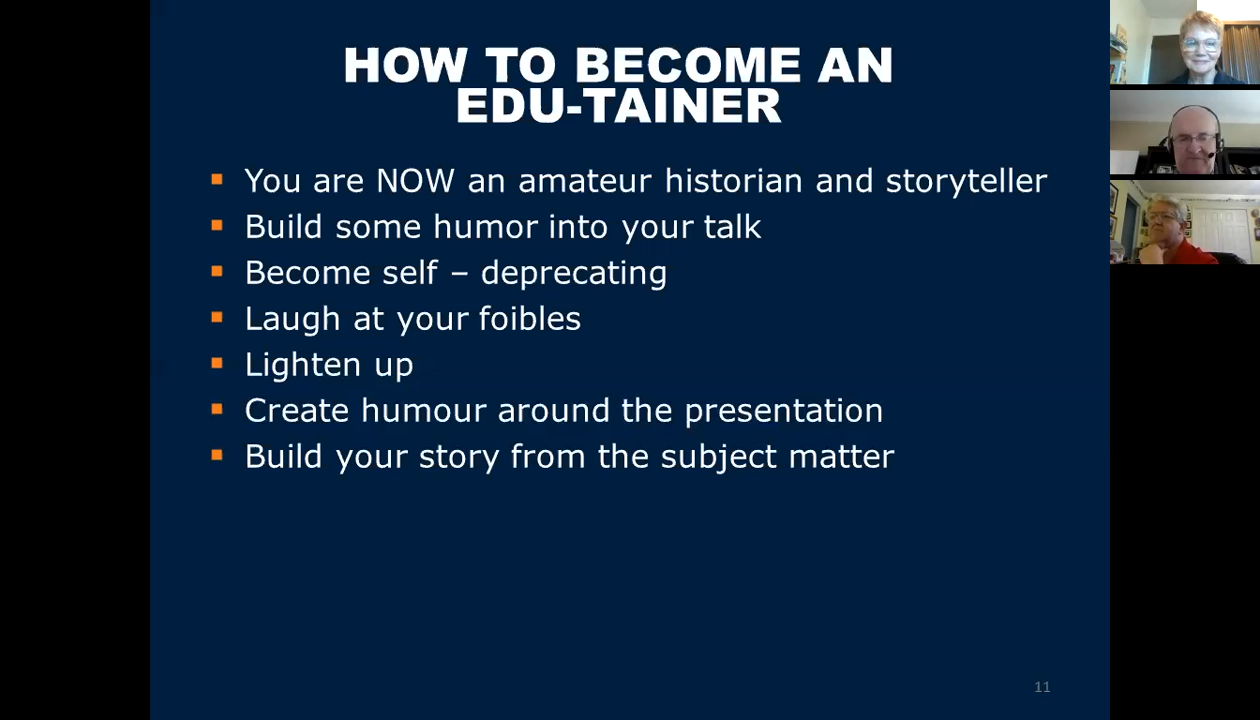 HOW TO BECOME AN
EDU-TAINER
You are NOW an amateur historian and storyteller
Build some humor into your talk
Become self – deprecating
Laugh at your foibles
Lighten up
Create humour around the presentation
Build your story from the subject matter
11